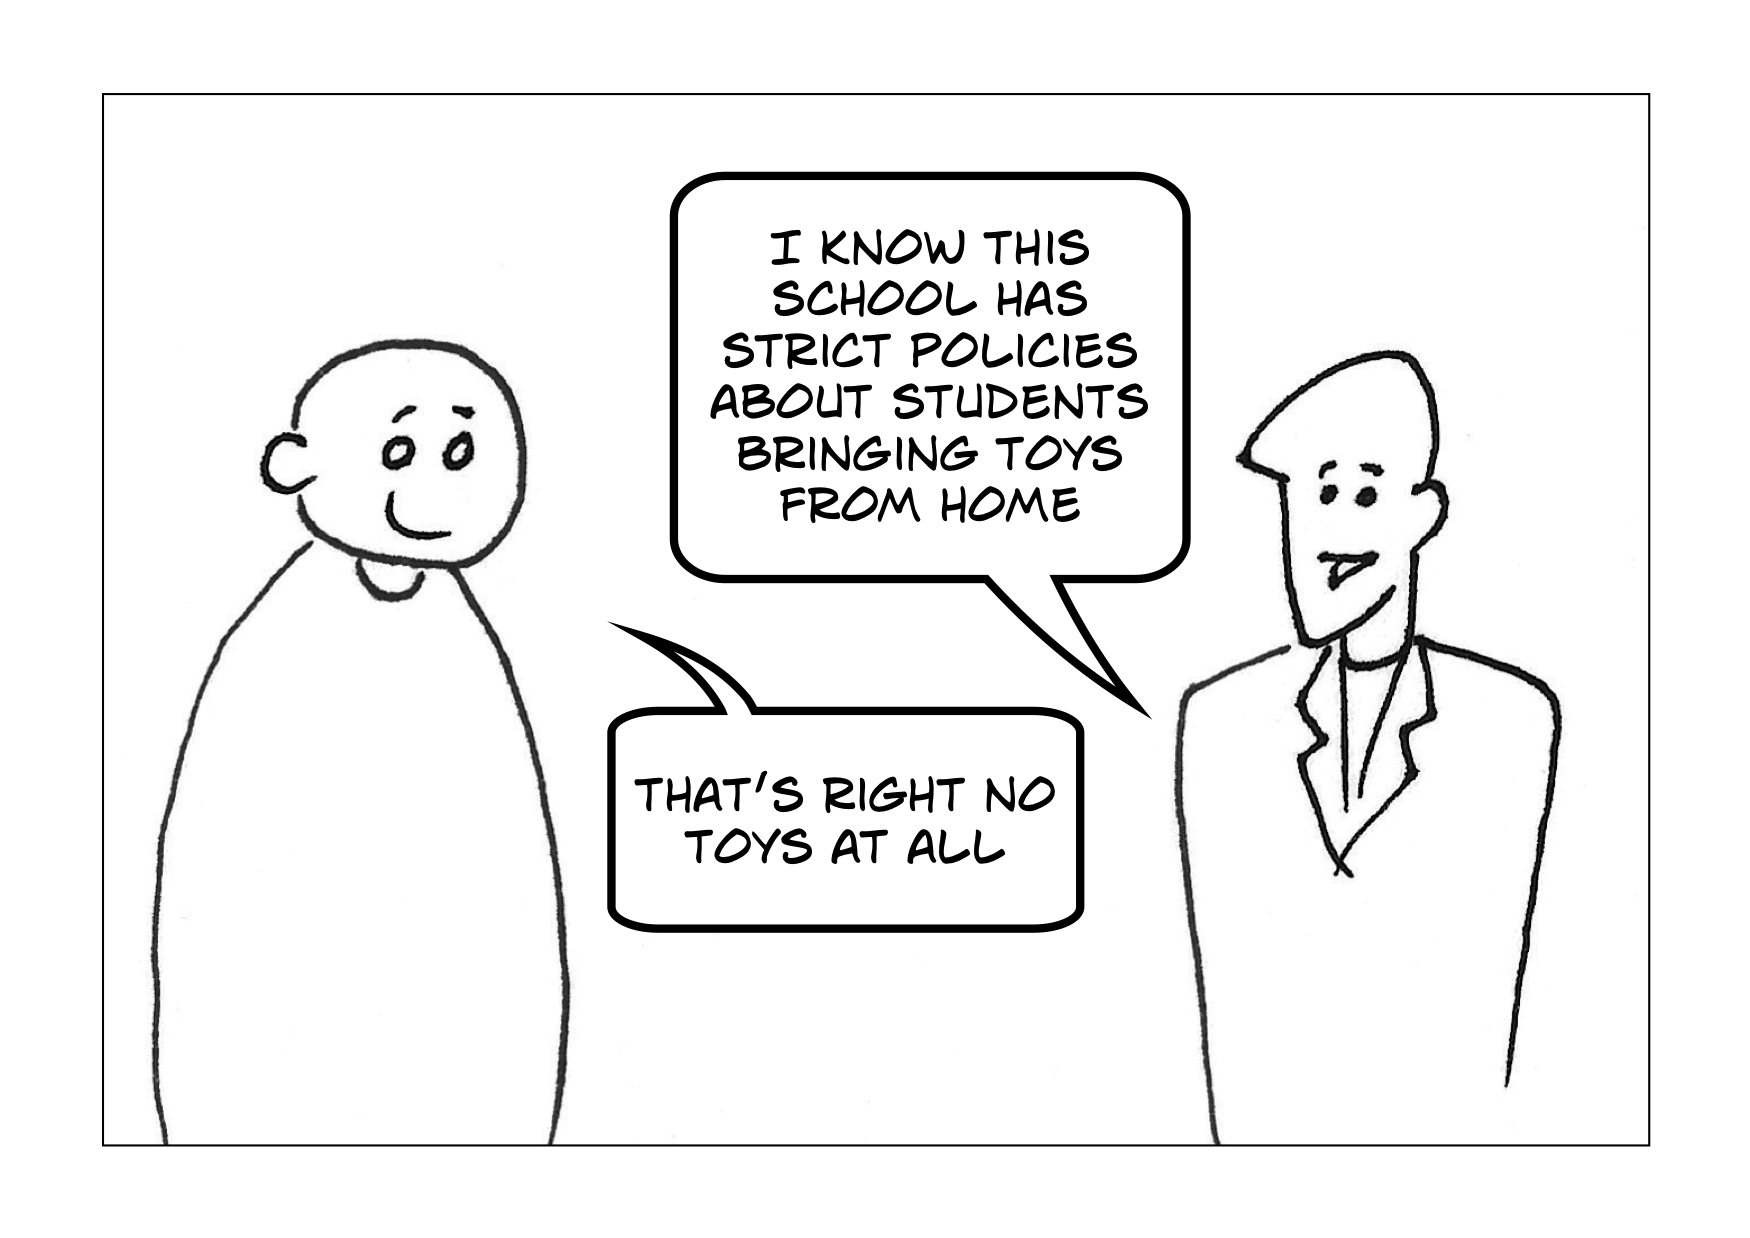 I KNOW THIS
SCHOOL HAS
STRICT POLICIES
ABOUT STUDENTS
BRINGING TOYS
FROM HOME
THAT'S RIGHT NO
TOYS AT ALL